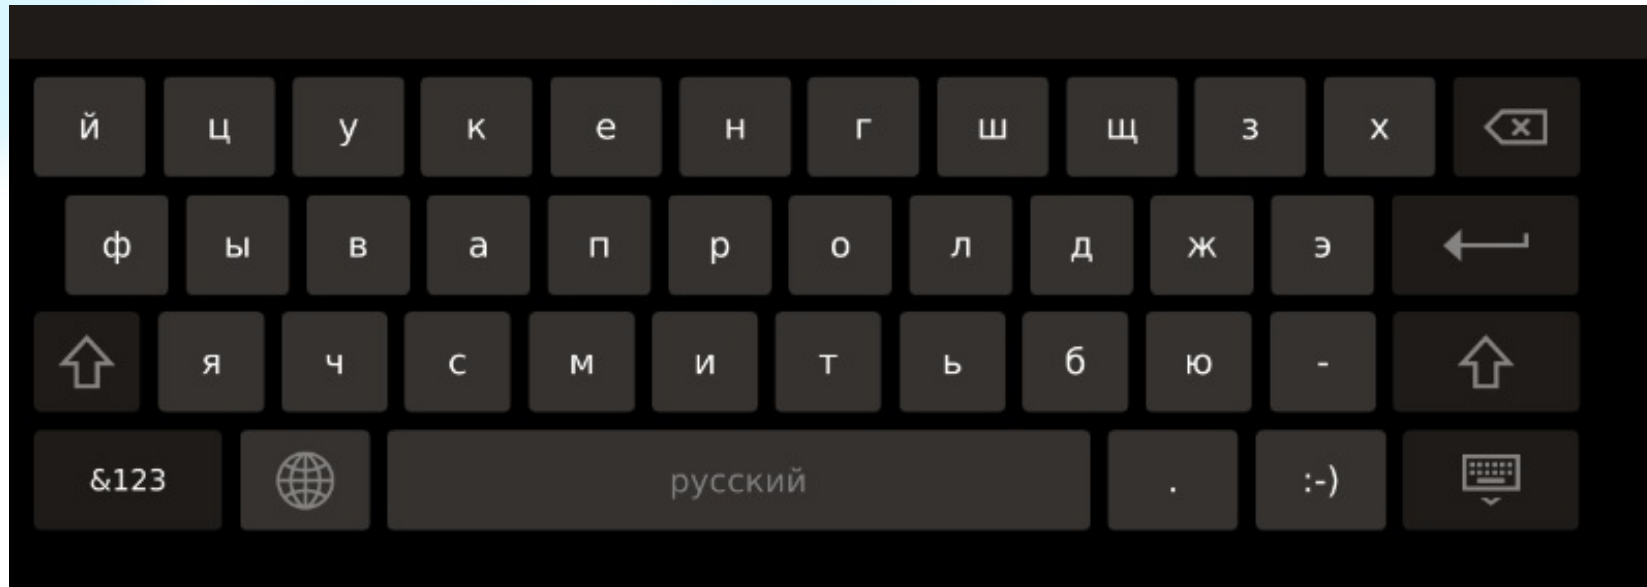 й ц у к е н г ш щ з х
ф ы в а п р о л д ж э
я ч с м и т ь б ю -
&123 русский . :-)